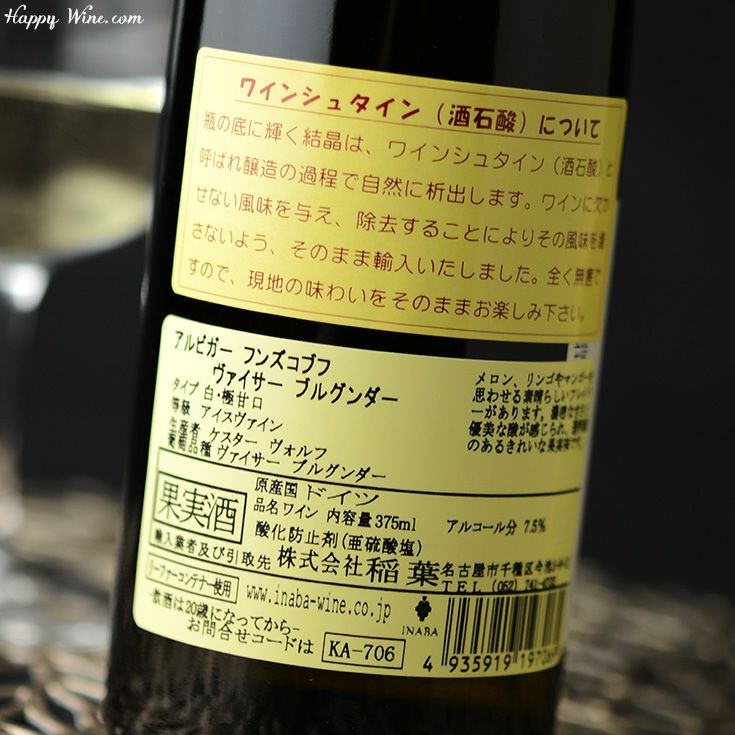 Happy Wine.com
ワインシュタイン（酒石酸）について
瓶の底に輝く結晶は、ワインシュタイン（酒石酸）と
呼ばれ醸造の過程で自然に析出します。ワインに欠か
せない風味を与え、除去することによりその風味を壊
さないよう、そのまま輸入いたしました。全く無害で
すので、現地の味わいをそのままお楽しみ下さい。
アルビガー フンズコプフ
ヴァイサー ブルグンダー
タイプ 白・極甘口
等級 アイスヴァイン
生産者 ケスター ヴォルフ
葡萄品種 ヴァイサー ブルグンダー
メロン、リンゴやマンゴーを
思わせる素晴らしい
ーがあります。
優美な酸が感じられ、
のあるきれいな果実味です。
果実酒
原産国 ドイツ
品名 ワイン 内容量 375ml アルコール分 7.5%
酸化防止剤(亜硫酸塩)
輸入業者及び引取先 株式会社 稲葉 名古屋市千種区今池
TEL (052) 741-
リーファーコンテナー使用 www.inaba-wine.co.jp INABA
-飲酒は20歳になってから-
お問合せコードは KA-706
4 935919 1970